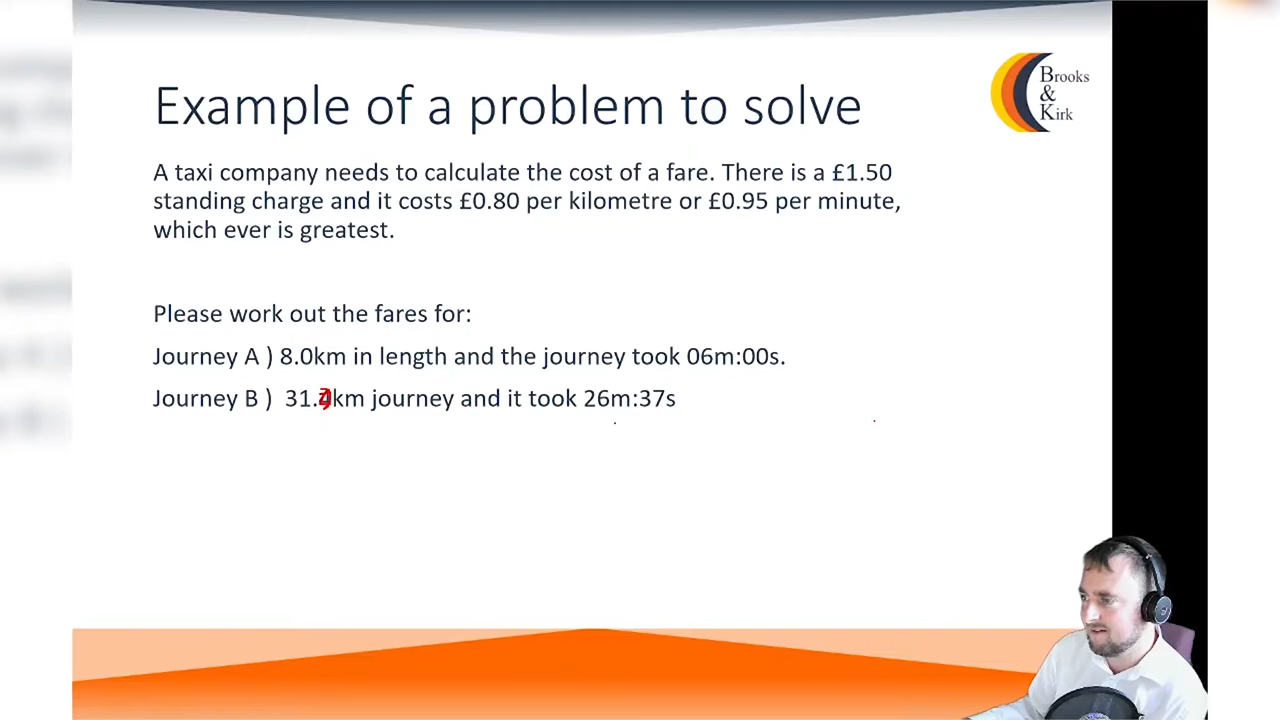 Brooks
&
Kirk
Example of a problem to solve
A taxi company needs to calculate the cost of a fare. There is a £1.50
standing charge and it costs £0.80 per kilometre or £0.95 per minute,
which ever is greatest.
Please work out the fares for:
Journey A ) 8.0km in length and the journey took 06m:00s.
Journey B ) journey and it took 26m:37s